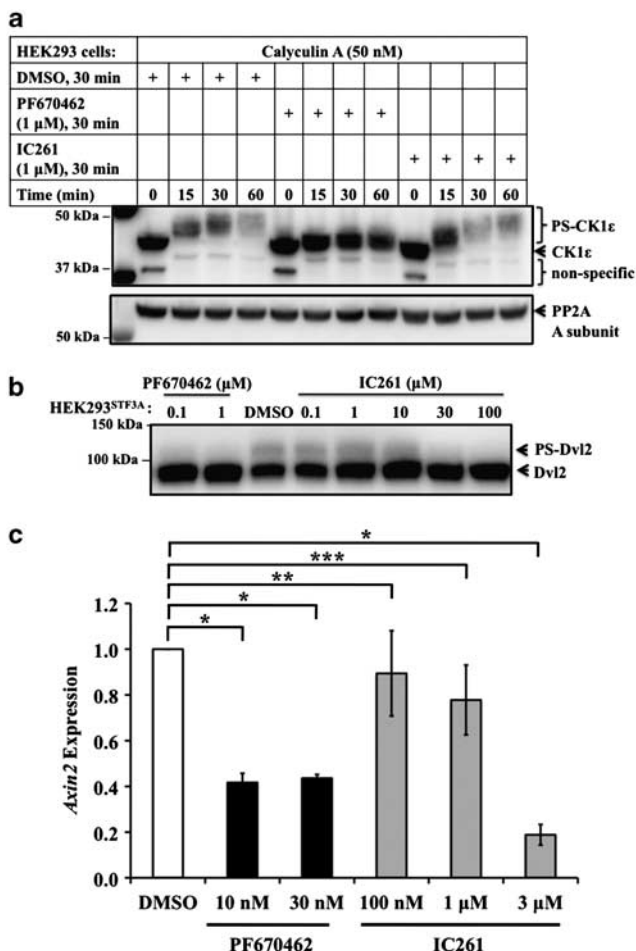 a
HEK293 cells: Calyculin A (50 nM)
DMSO, 30 min + + + +
PF670462
(1 µM), 30 min + + + +
IC261
(1 µM), 30 min + + + +
Time (min) 0 15 30 60 0 15 30 60 0 15 30 60
50 kDa
PS-CK1ε
CK1ε
37 kDa
non-specific
PP2A
A subunit
50 kDa
b
PF670462 (µM) IC261 (µM)
HEK293STF3A: 0.1 1 DMSO 0.1 1 10 30 100
150 kDa
PS-Dvl2
100 kDa
Dvl2
c
*
***
**
*
*
1.2
1.0
0.8
0.6
0.4
0.2
0.0
Axin2 Expression
DMSO 10 nM 30 nM 100 nM 1 µM 3 µM
PF670462 IC261